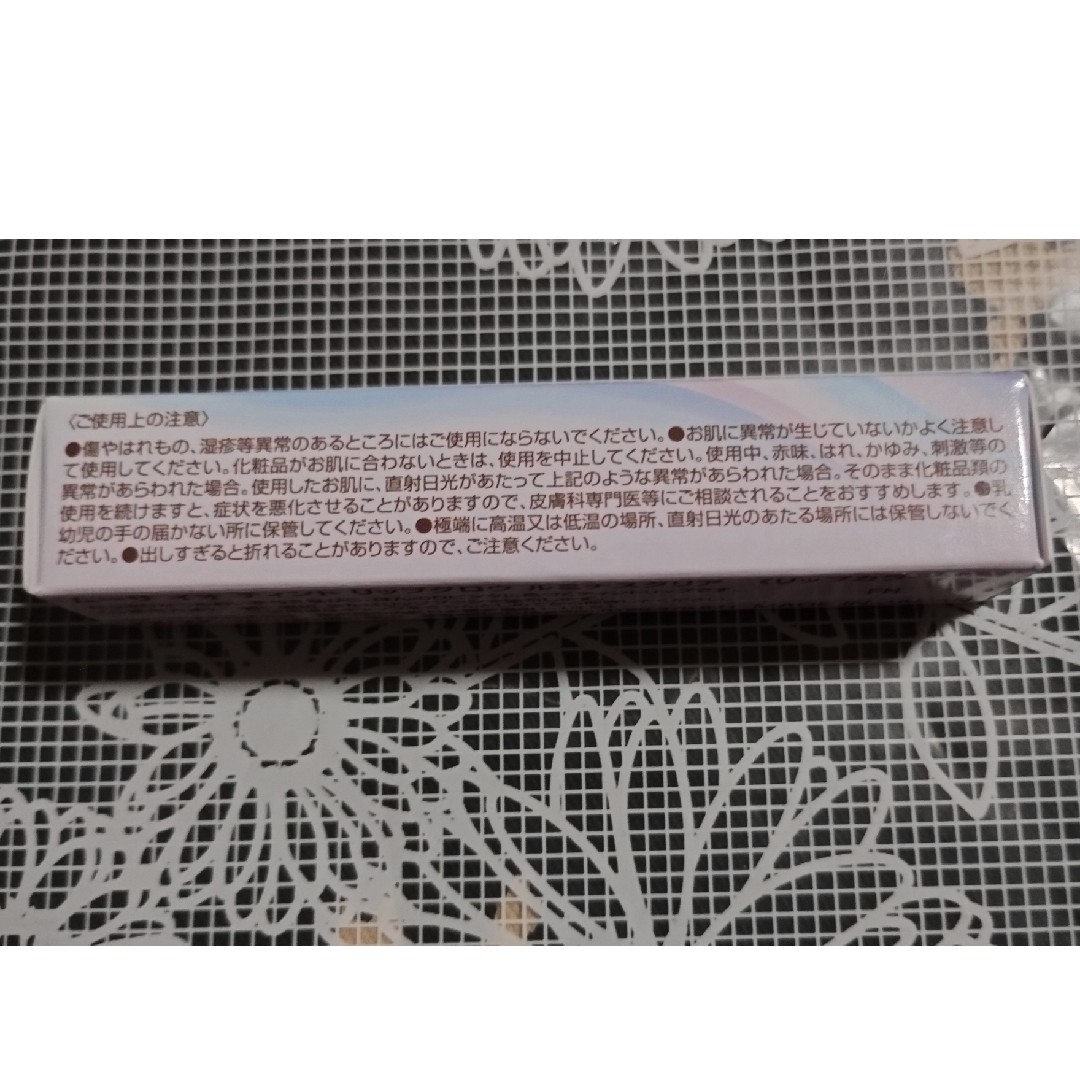 〈ご使用上の注意〉
●傷やはれもの、湿疹等異常のあるところにはご使用にならないでください。●お肌に異常が生じていないかよく注意し
て使用してください。化粧品がお肌に合わないときは、使用を中止してください。使用中、赤味、はれ、かゆみ、刺激等の
異常があらわれた場合。使用したお肌に、直射日光があたって上記のような異常があらわれた場合。そのまま化粧品類の
使用を続けますと、症状を悪化させることがありますので、皮膚科専門医等にご相談されることをおすすめします。●乳
幼児の手の届かない所に保管してください。●極端に高温又は低温の場所、直射日光のあたる場所には保管しないでく
ださい。●出しすぎると折れることがありますので、ご注意ください。